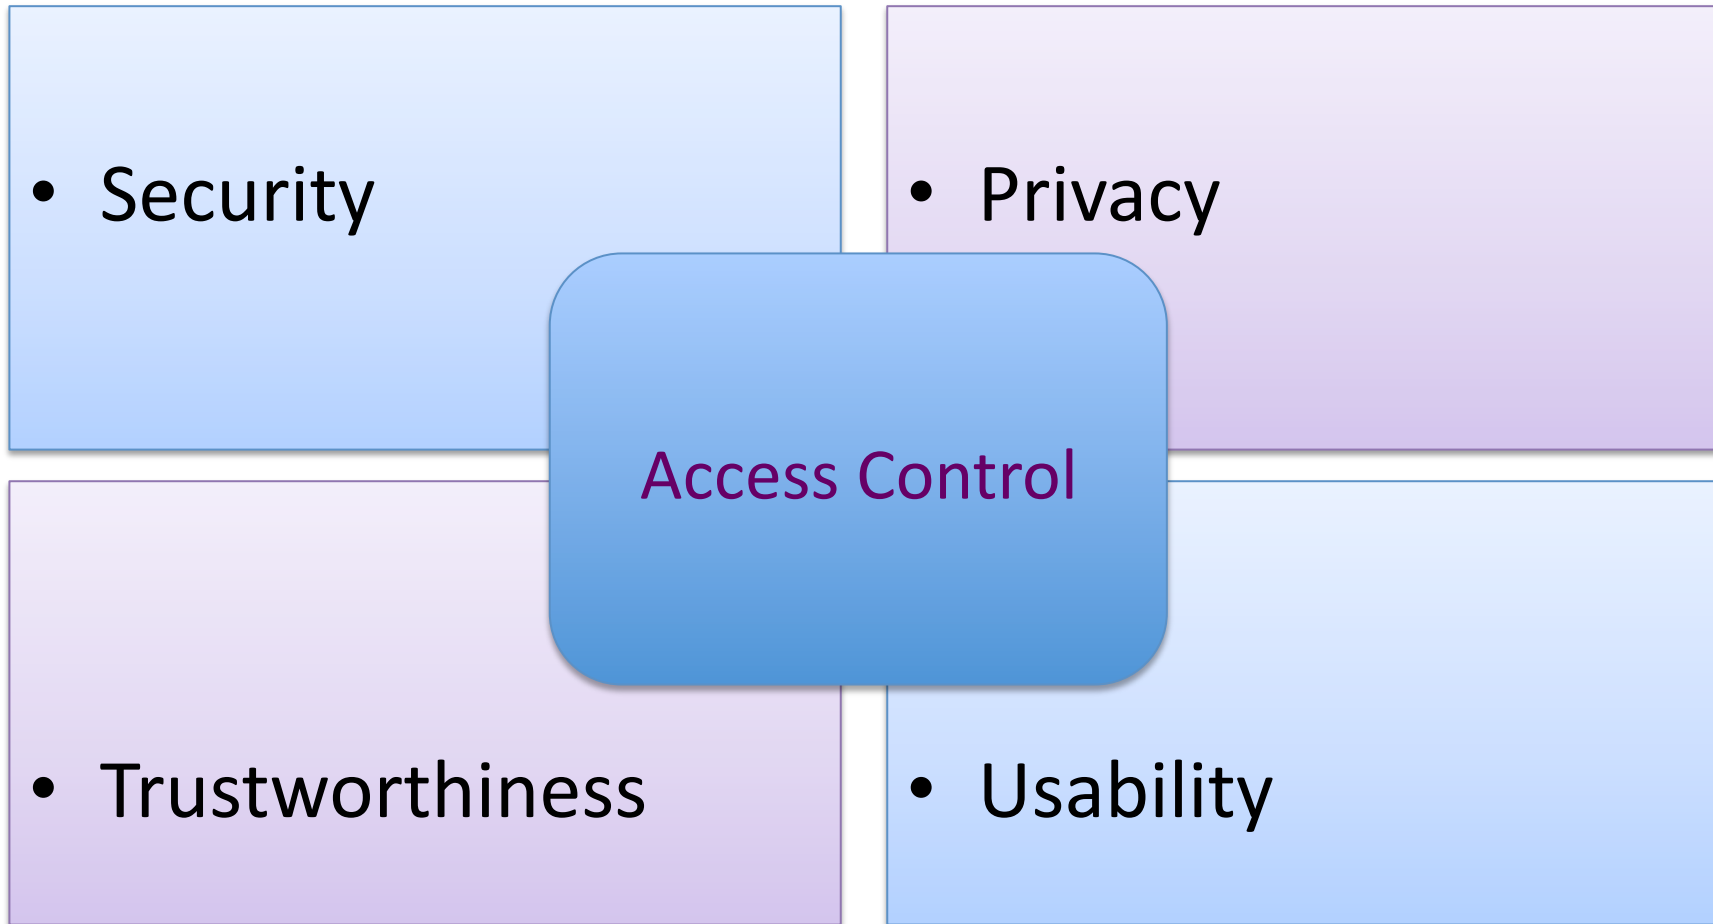 • Security
• Privacy
Access Control
• Trustworthiness
• Usability